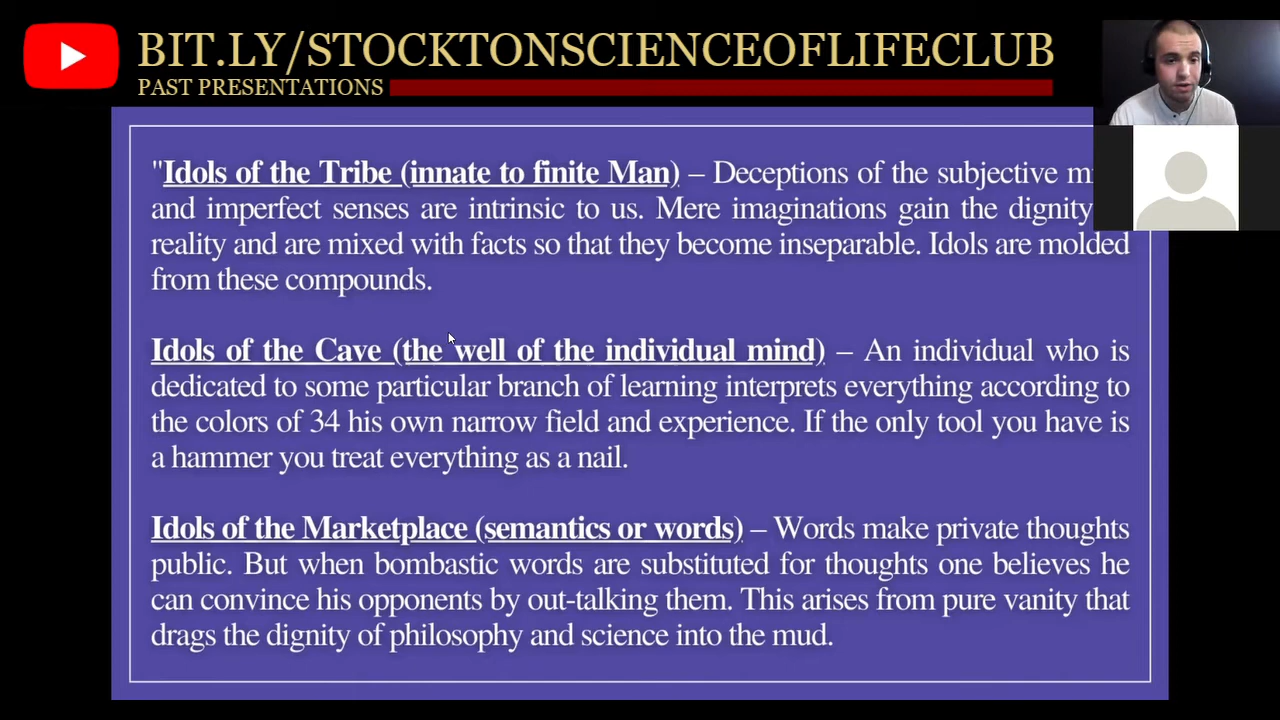 BIT.LY/STOCKTONSCIENCEOFLIFECLUB
PAST PRESENTATIONS
"Idols of the Tribe (innate to finite Man) – Deceptions of the subjective
and imperfect senses are intrinsic to us. Mere imaginations gain the dignity
reality and are mixed with facts so that they become inseparable. Idols are molded
from these compounds.
Idols of the Cave (the well of the individual mind) – An individual who is
dedicated to some particular branch of learning interprets everything according to
the colors of 34 his own narrow field and experience. If the only tool you have is
a hammer you treat everything as a nail.
Idols of the Marketplace (semantics or words) – Words make private thoughts
public. But when bombastic words are substituted for thoughts one believes he
can convince his opponents by out-talking them. This arises from pure vanity that
drags the dignity of philosophy and science into the mud.